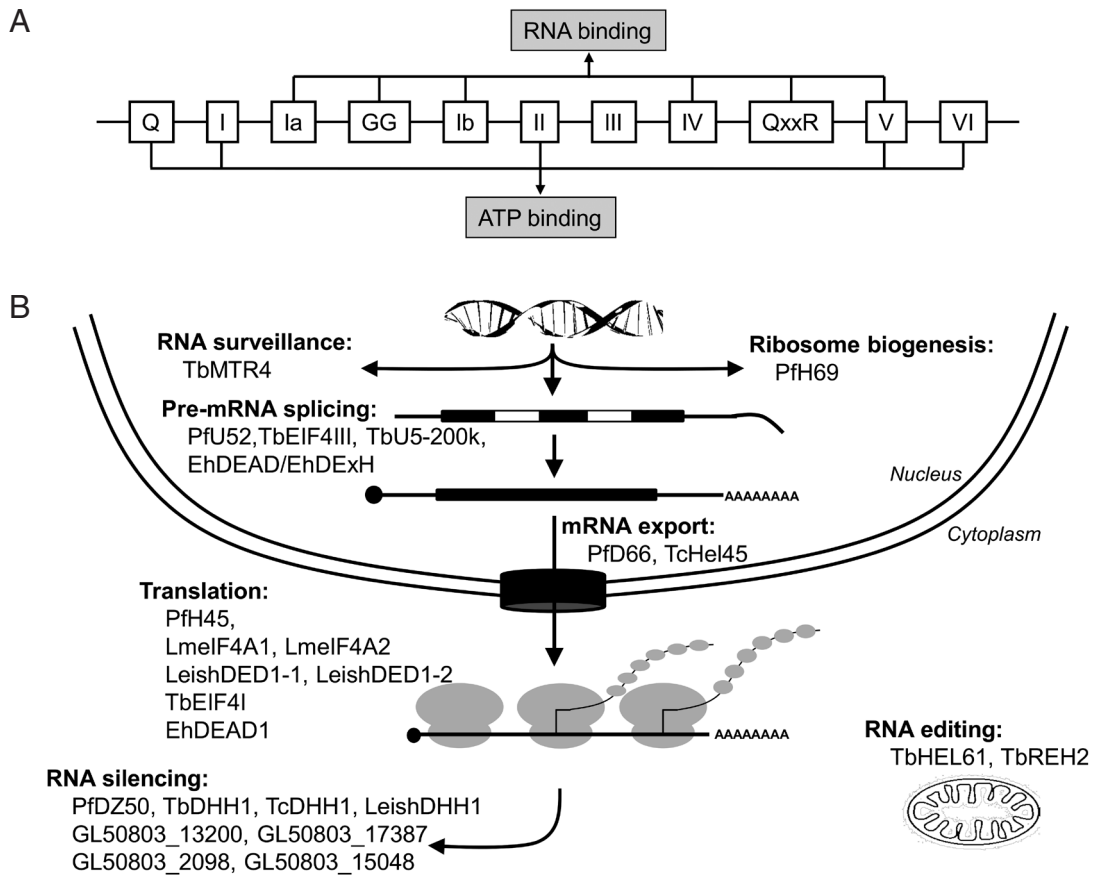 A
RNA binding
Q I Ia GG Ib II III IV QxxR V VI
ATP binding
B
RNA surveillance:
TbMTR4
Ribosome biogenesis:
PfH69
Pre-mRNA splicing:
PfU52,TbEIF4III, TbU5-200k,
EhDEAD/EhDExH
Nucleus
AAAAAAAA
Cytoplasm
mRNA export:
PfD66, TcHel45
Translation:
PfH45,
LmeIF4A1, LmeIF4A2
LeishDED1-1, LeishDED1-2
TbEIF4I
EhDEAD1
AAAAAAAA
RNA editing:
TbHEL61, TbREH2
RNA silencing:
PfDZ50, TbDHH1, TcDHH1, LeishDHH1
GL50803_13200, GL50803_17387
GL50803_2098, GL50803_15048